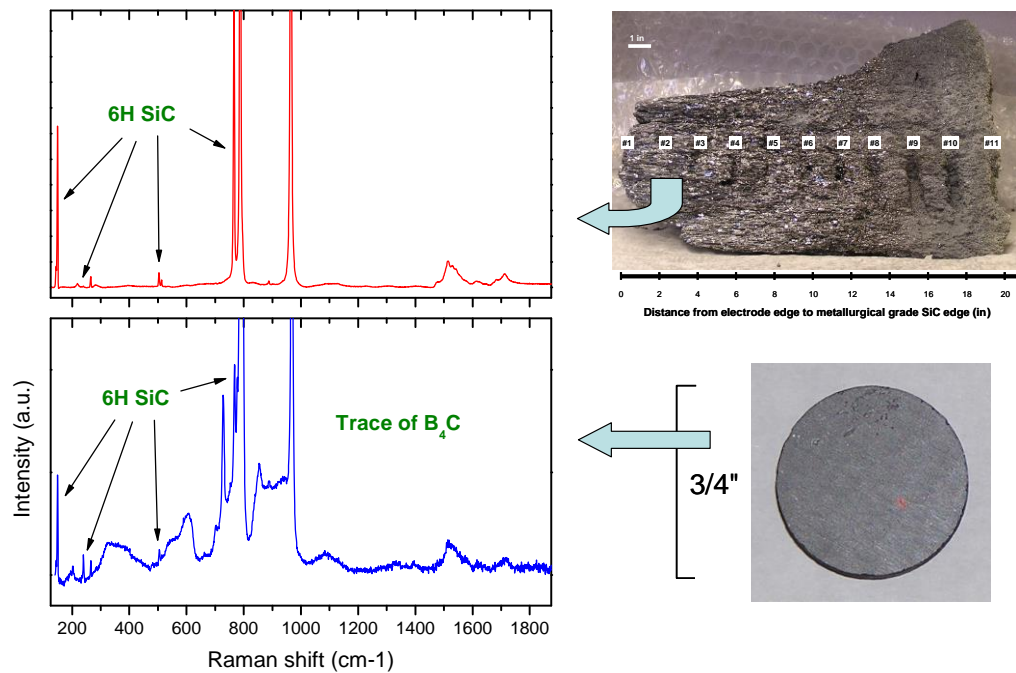 6H SiC
1 in
#1 #2 #3 #4 #5 #6 #7 #8 #9 #10 #11
0 2 4 6 8 10 12 14 16 18 20
Distance from electrode edge to metallurgical grade SiC edge (in)
6H SiC
Trace of B₄C
3/4"
Intensity (a.u.)
200 400 600 800 1000 1200 1400 1600 1800
Raman shift (cm-1)